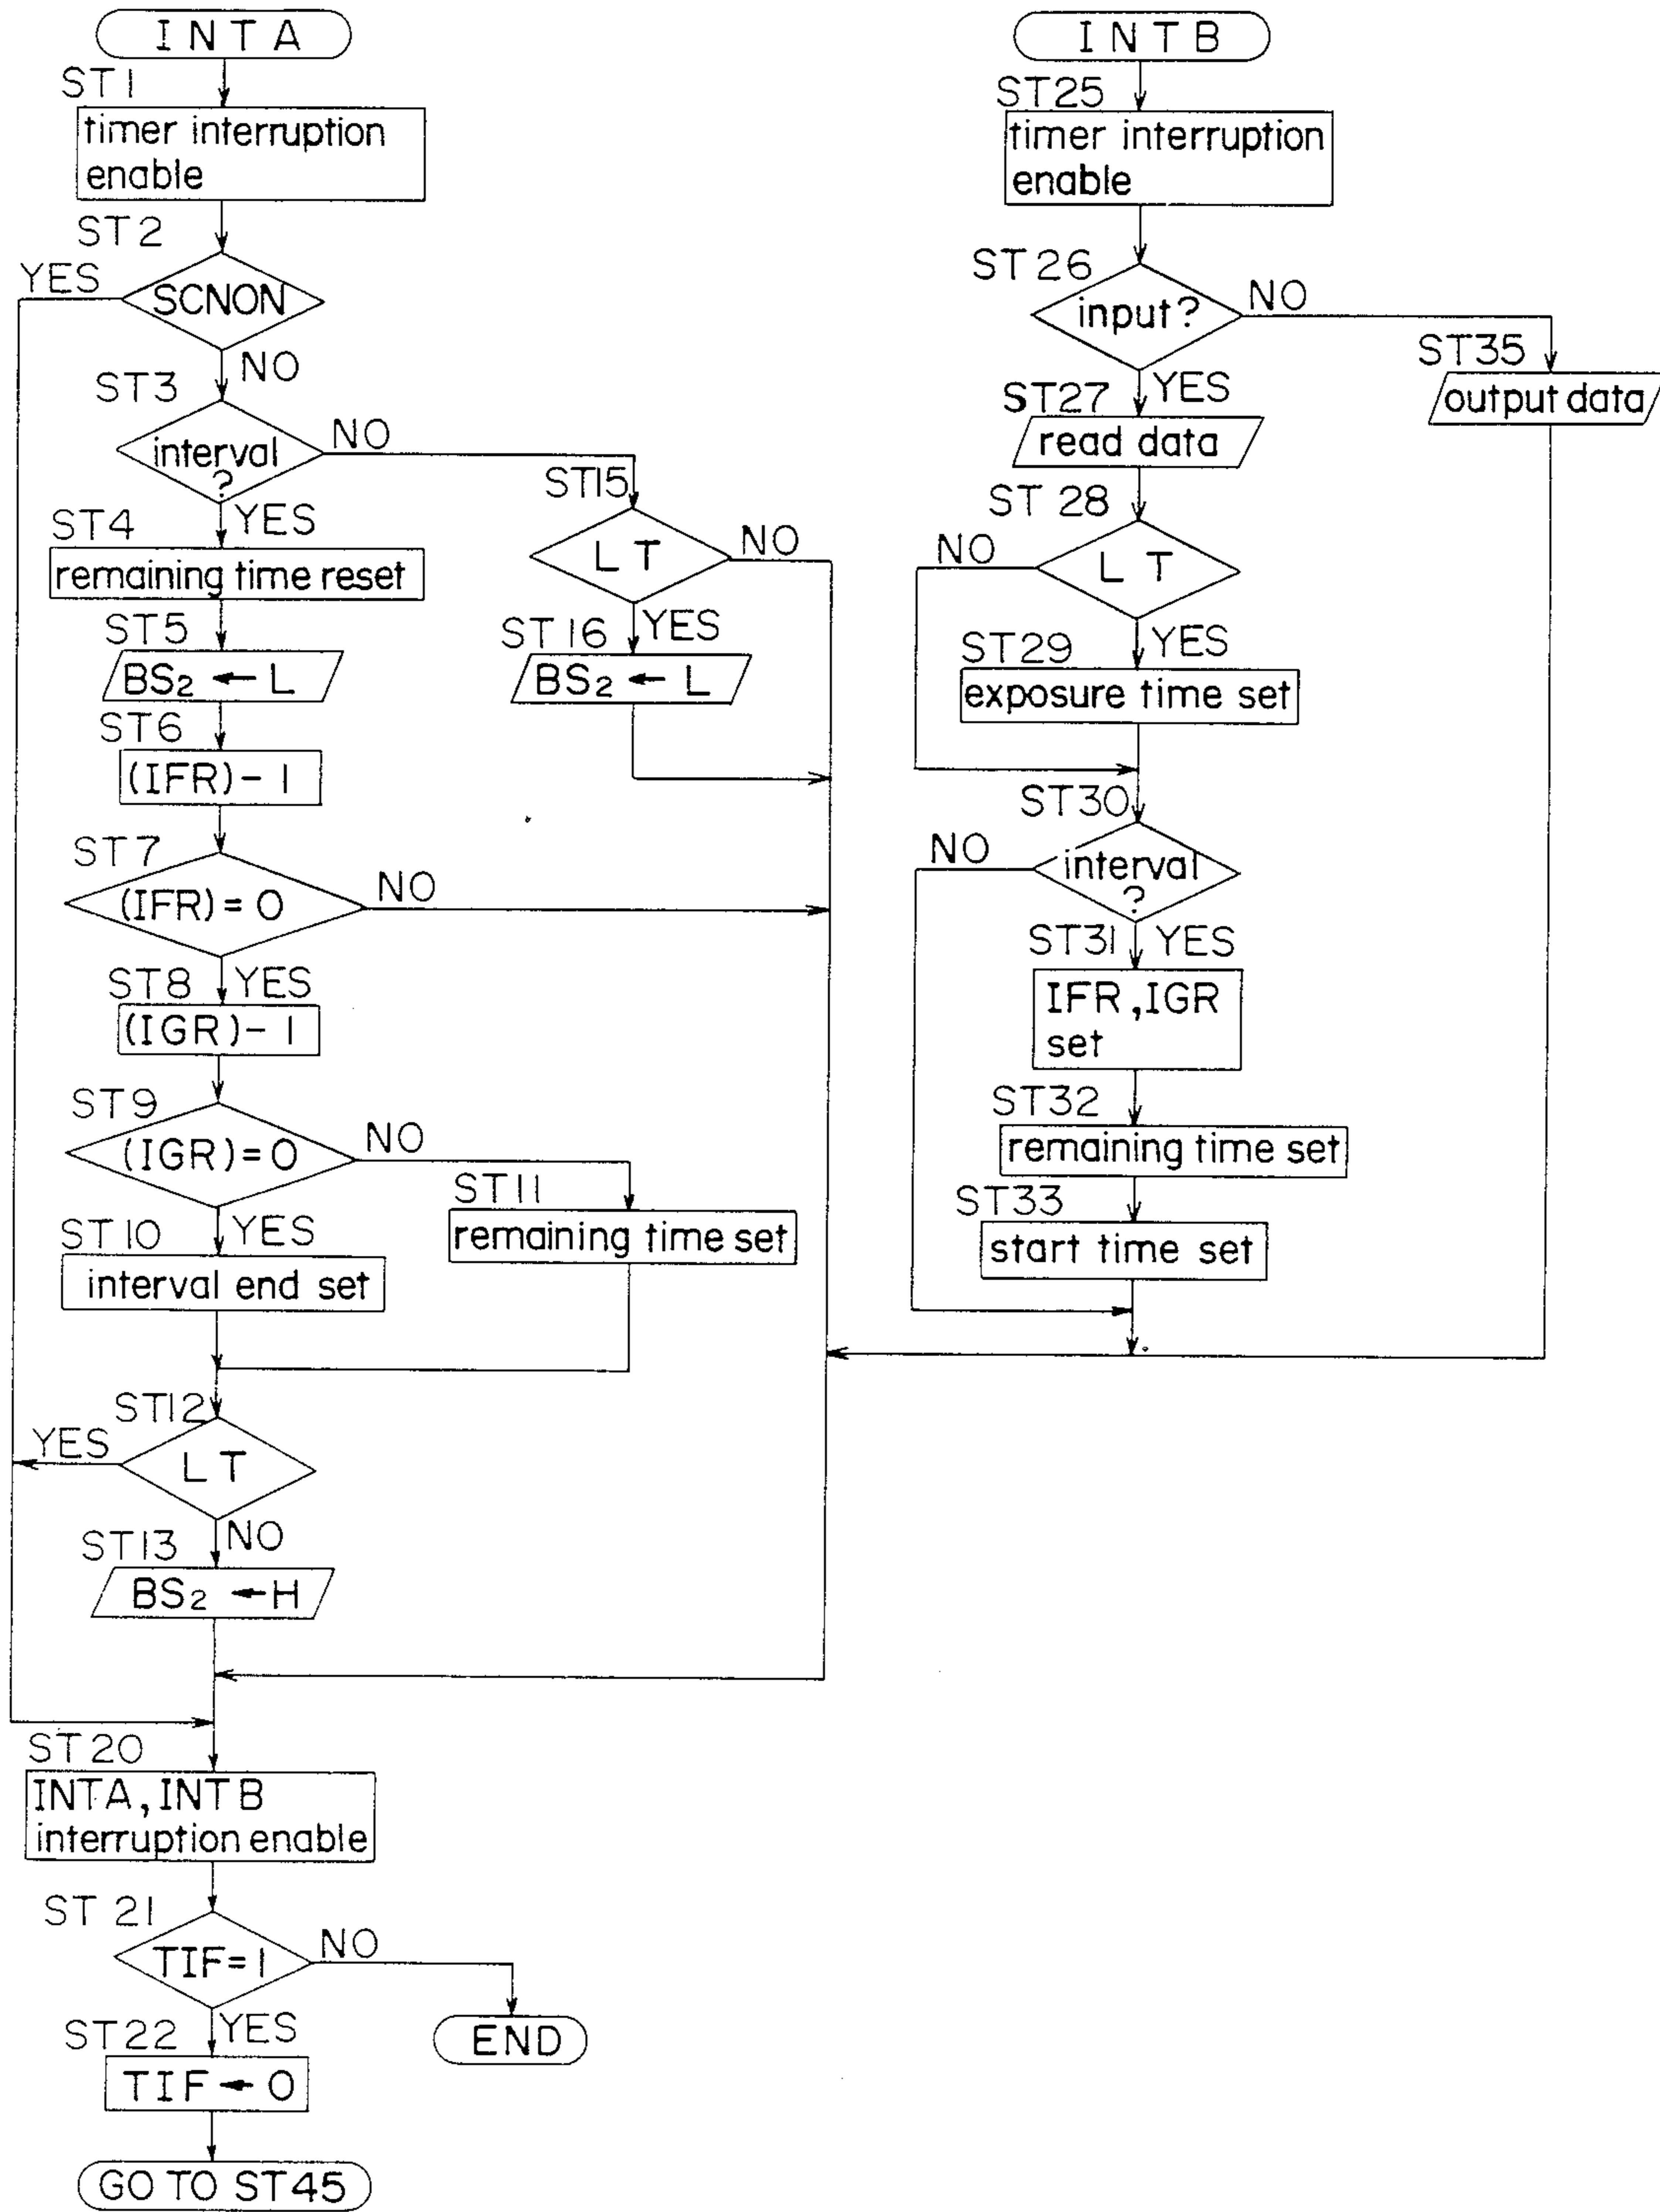 INTA
ST1
timer interruption
enable
ST2
YES
SCNON
NO
ST3
interval
?
NO
YES
ST4
remaining time reset
ST5
BS2 ← L
ST6
(IFR)-1
ST7
(IFR)=0
NO
YES
ST8
(IGR)-1
ST9
(IGR)=0
NO
YES
ST10
interval end set
ST11
remaining time set
ST12
YES
LT
NO
ST13
BS2 ← H
ST15
LT
NO
YES
ST16
BS2 ← L
ST20
INTA, INTB
interruption enable
ST21
TIF=1
NO
END
YES
ST22
TIF ← 0
GO TO ST45
INTB
ST25
timer interruption
enable
ST26
input?
NO
YES
ST35
output data
ST27
read data
ST28
NO
LT
YES
ST29
exposure time set
ST30
NO
interval
?
ST31
YES
IFR, IGR
set
ST32
remaining time set
ST33
start time set